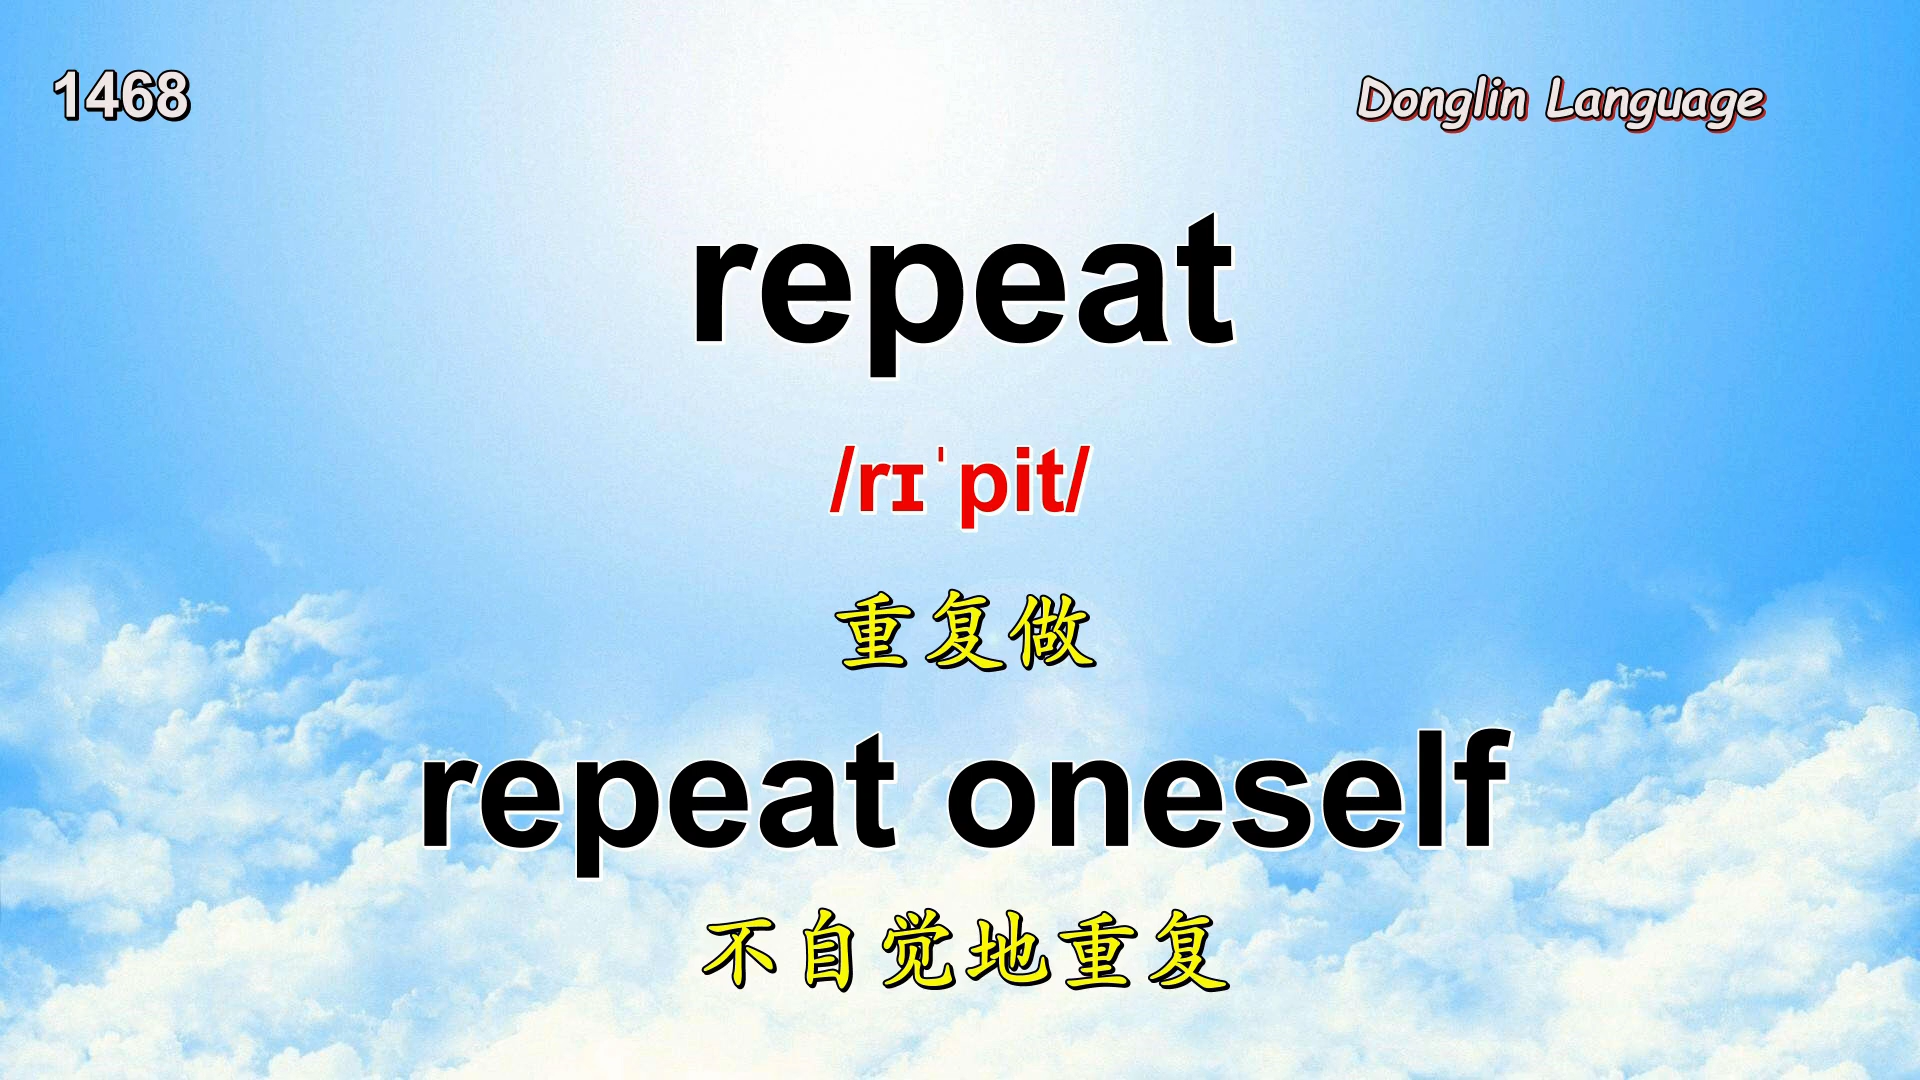 1468
Donglin Language
repeat
/rɪˈpit/
重复做
repeat oneself
不自觉地重复